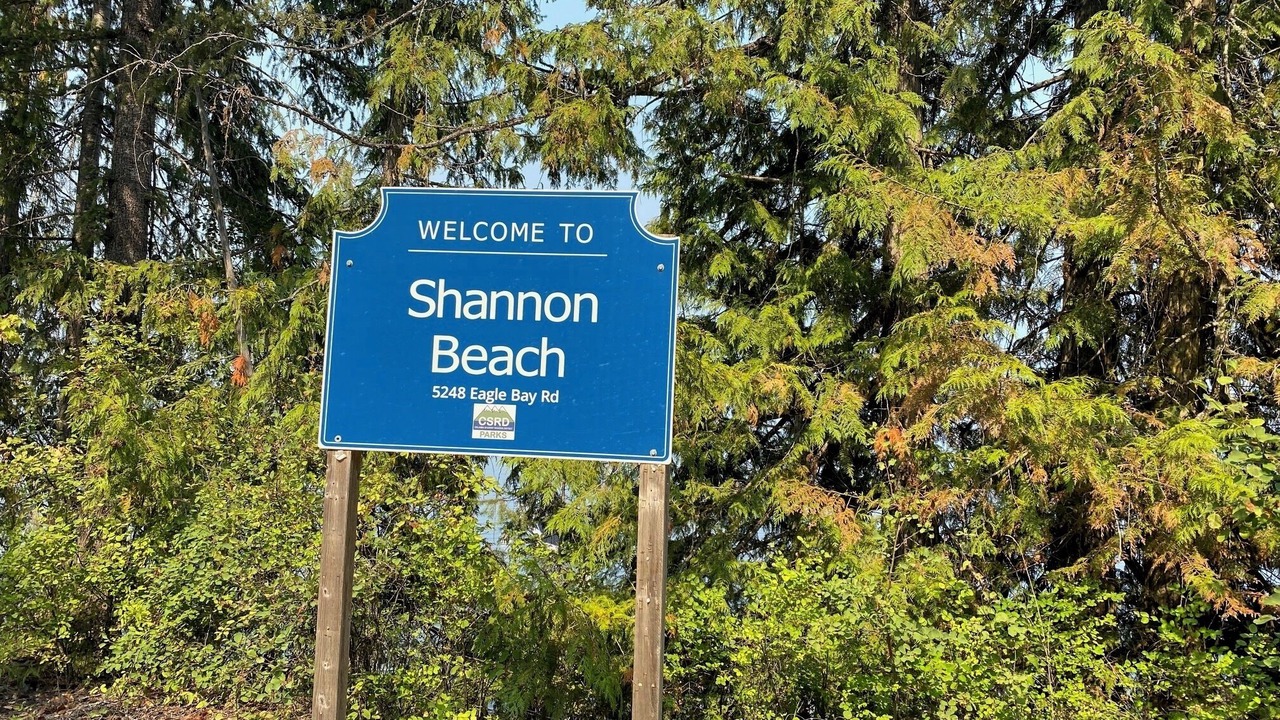 WELCOME TO
Shannon
Beach
5248 Eagle Bay Rd
CSRD
PARKS